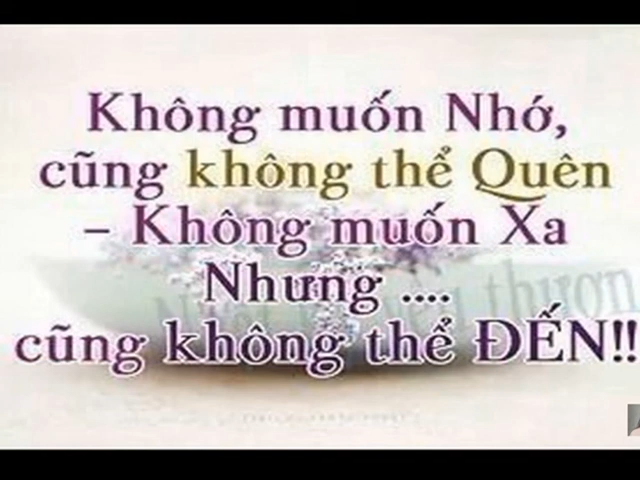 Không muốn Nhớ,
cũng không thể Quên
– Không muốn Xa
Nhưng ....
cũng không thể ĐẾN!!